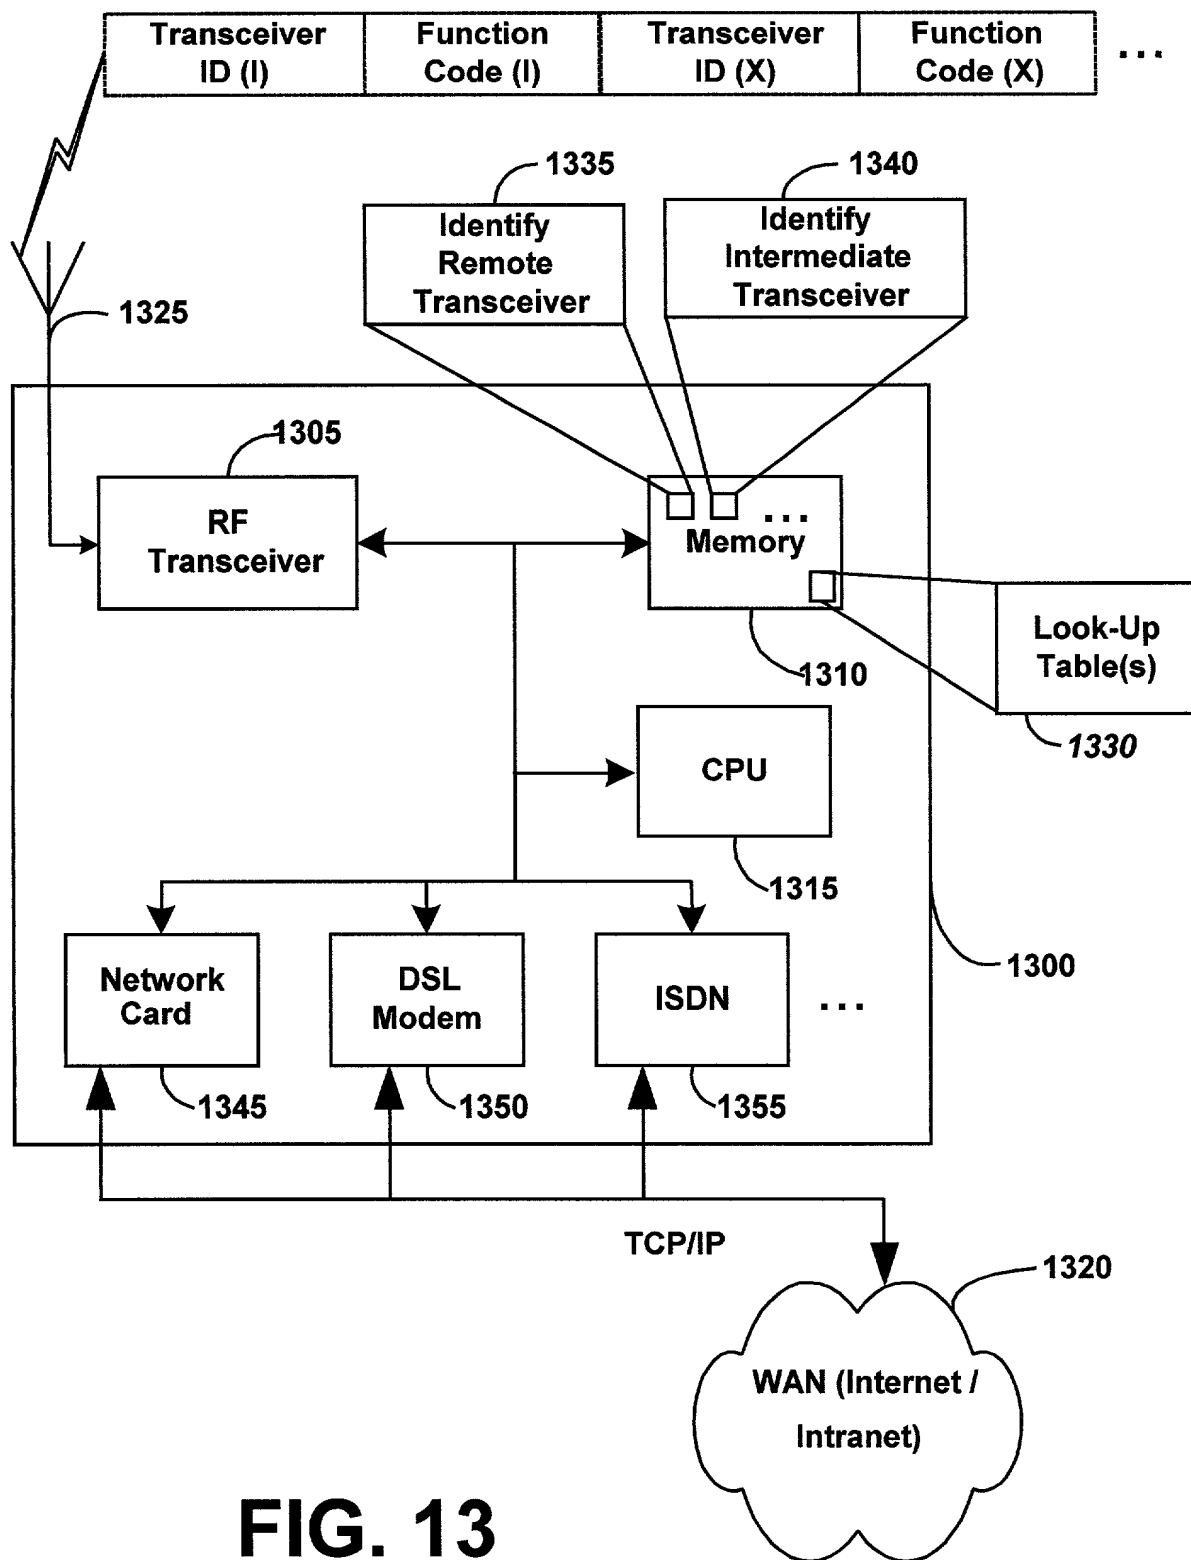 Transceiver ID (I)
Function Code (I)
Transceiver ID (X)
Function Code (X)
...
1335
1340
Identify
Remote
Transceiver
Identify
Intermediate
Transceiver
1325
1305
RF
Transceiver
...
Memory
1310
Look-Up
Table(s)
1330
CPU
1315
1300
Network
Card
DSL
Modem
ISDN
...
1345
1350
1355
TCP/IP
1320
WAN (Internet /
Intranet)
FIG. 13